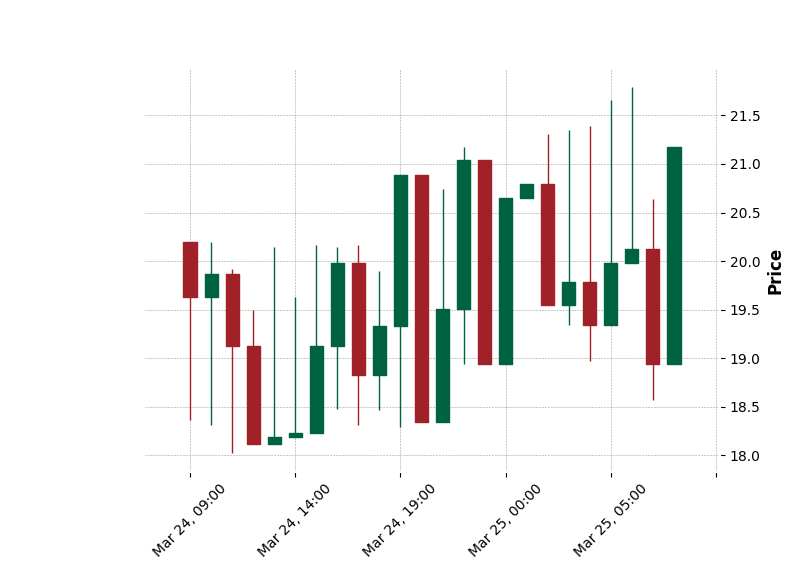 21.5
21.0
20.5
20.0
19.5
19.0
18.5
18.0
Price
Mar 24, 09:00
Mar 24, 14:00
Mar 24, 19:00
Mar 25, 00:00
Mar 25, 05:00